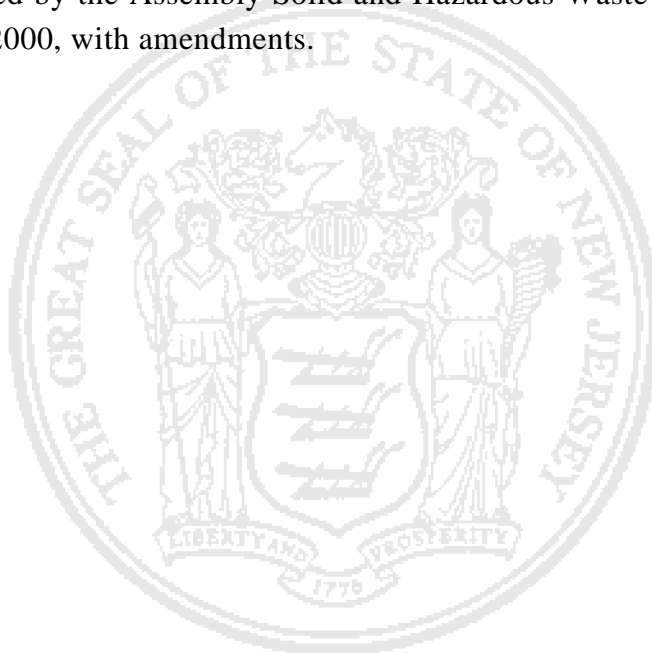 ed by the Assembly Solid and Hazardous Waste
2000, with amendments.
THE GREAT SEAL OF THE STATE OF NEW JERSEY
LIBERTY AND PROSPERITY
1776